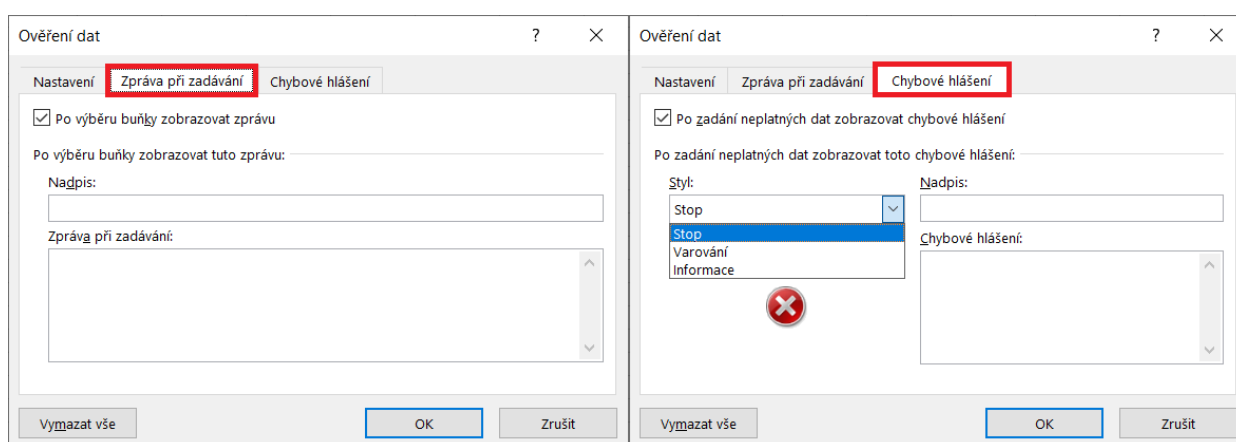 Ověření dat ? ×
Nastavení Zpráva při zadávání Chybové hlášení
Po výběru buňky zobrazovat zprávu
Po výběru buňky zobrazovat tuto zprávu:
Nadpis:
Zpráva při zadávání:
Vymazat vše OK Zrušit
Ověření dat ? ×
Nastavení Zpráva při zadávání Chybové hlášení
Po zadání neplatných dat zobrazovat chybové hlášení
Po zadání neplatných dat zobrazovat toto chybové hlášení:
Styl: Nadpis:
Stop
Stop
Chybové hlášení:
Varování
Informace
Vymazat vše OK Zrušit